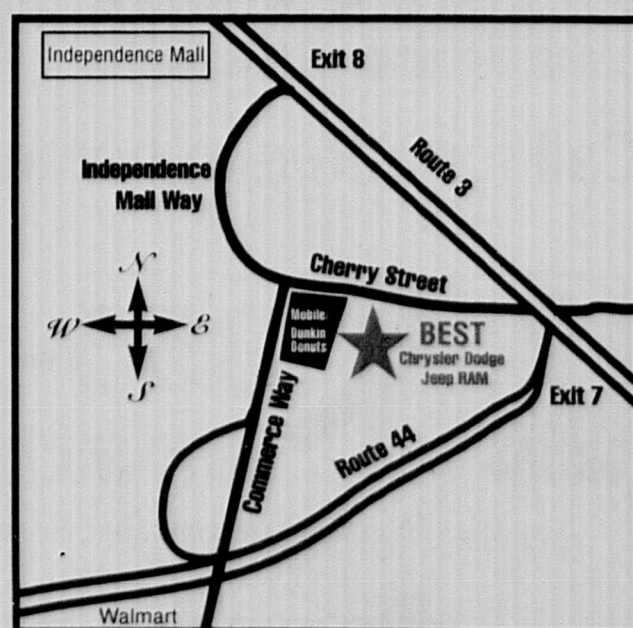 Independence Mall
Exit 8
Route 3
Independence
Mall Way
N
Cherry Street
W
E
Mobile
Dunkin
Donuts
BEST
Chrysler Dodge
Jeep RAM
S
Exit 7
Commerce Way
Route 44
Walmart